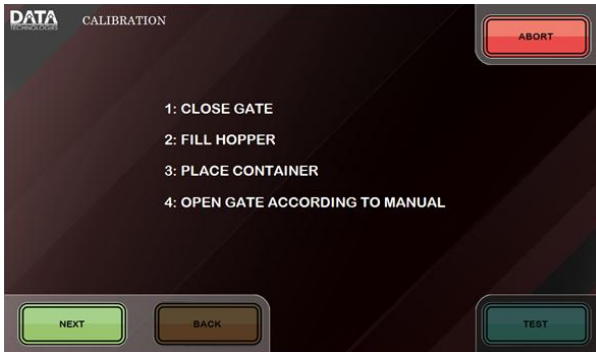 DATA CALIBRATION ABORT
TECHNOLOGIES
1: CLOSE GATE
2: FILL HOPPER
3: PLACE CONTAINER
4: OPEN GATE ACCORDING TO MANUAL
NEXT BACK TEST